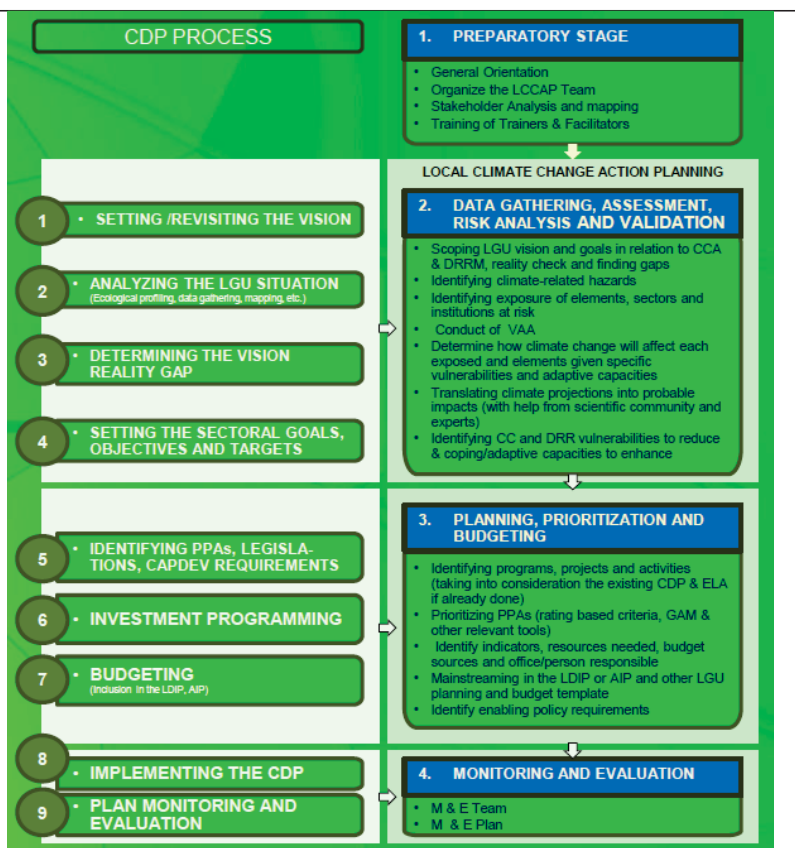 CDP PROCESS
1. PREPARATORY STAGE
• General Orientation
• Organize the LCCAP Team
• Stakeholder Analysis and mapping
• Training of Trainers & Facilitators
LOCAL CLIMATE CHANGE ACTION PLANNING
1 • SETTING /REVISITING THE VISION
2 • ANALYZING THE LGU SITUATION
(Ecological profiling, data gathering, mapping, etc.)
3 • DETERMINING THE VISION
REALITY GAP
4 • SETTING THE SECTORAL GOALS,
OBJECTIVES AND TARGETS
2. DATA GATHERING, ASSESSMENT,
RISK ANALYSIS AND VALIDATION
• Scoping LGU vision and goals in relation to CCA
& DRRM, reality check and finding gaps
• Identifying climate-related hazards
• Identifying exposure of elements, sectors and
institutions at risk
• Conduct of VAA
• Determine how climate change will affect each
exposed and elements given specific
vulnerabilities and adaptive capacities
• Translating climate projections into probable
impacts (with help from scientific community and
experts)
• Identifying CC and DRR vulnerabilities to reduce
& coping/adaptive capacities to enhance
5 • IDENTIFYING PPAs, LEGISLA-
TIONS, CAPDEV REQUIREMENTS
6 • INVESTMENT PROGRAMMING
7 • BUDGETING
(Inclusion in the LDIP, AIP)
3. PLANNING, PRIORITIZATION AND
BUDGETING
• Identifying programs, projects and activities
(taking into consideration the existing CDP & ELA
if already done)
• Prioritizing PPAs (rating based criteria, GAM &
other relevant tools)
• Identify indicators, resources needed, budget
sources and office/person responsible
• Mainstreaming in the LDIP or AIP and other LGU
planning and budget template
• Identify enabling policy requirements
8 • IMPLEMENTING THE CDP
9 • PLAN MONITORING AND
EVALUATION
4. MONITORING AND EVALUATION
• M & E Team
• M & E Plan